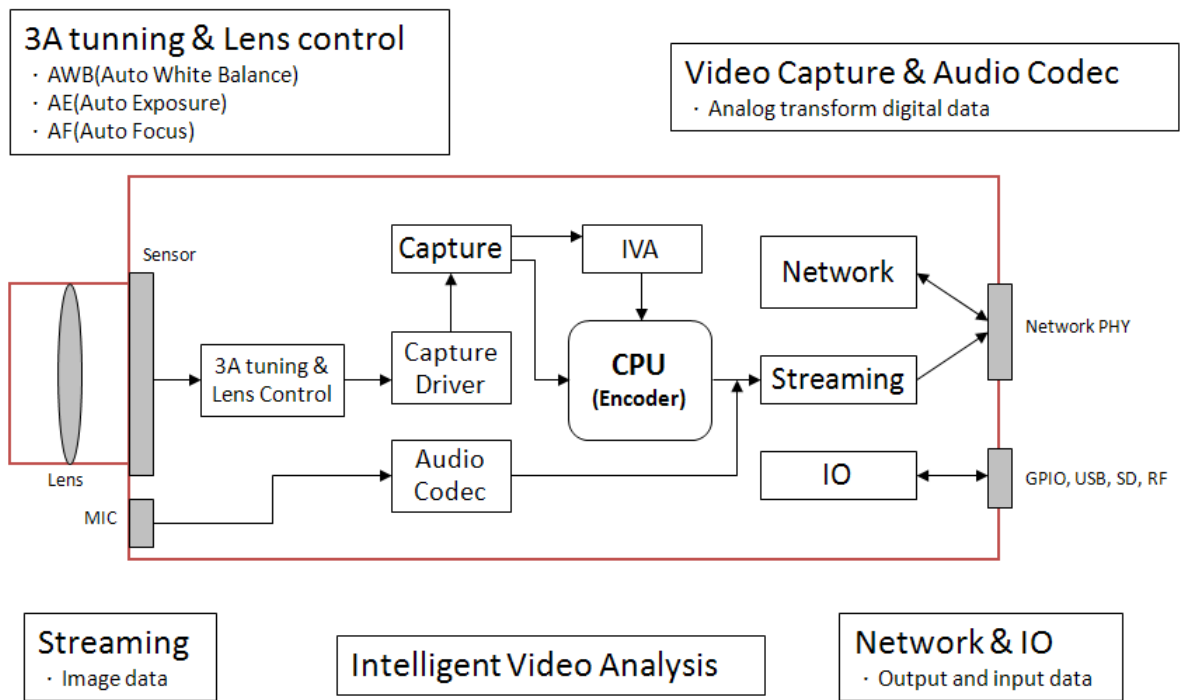 3A tunning & Lens control
· AWB(Auto White Balance)
· AE(Auto Exposure)
· AF(Auto Focus)
Video Capture & Audio Codec
· Analog transform digital data
Sensor
Lens
MIC
3A tuning &
Lens Control
Capture
Driver
Capture
IVA
CPU
(Encoder)
Audio
Codec
Network
Streaming
IO
Network PHY
GPIO, USB, SD, RF
Streaming
· Image data
Intelligent Video Analysis
Network & IO
· Output and input data